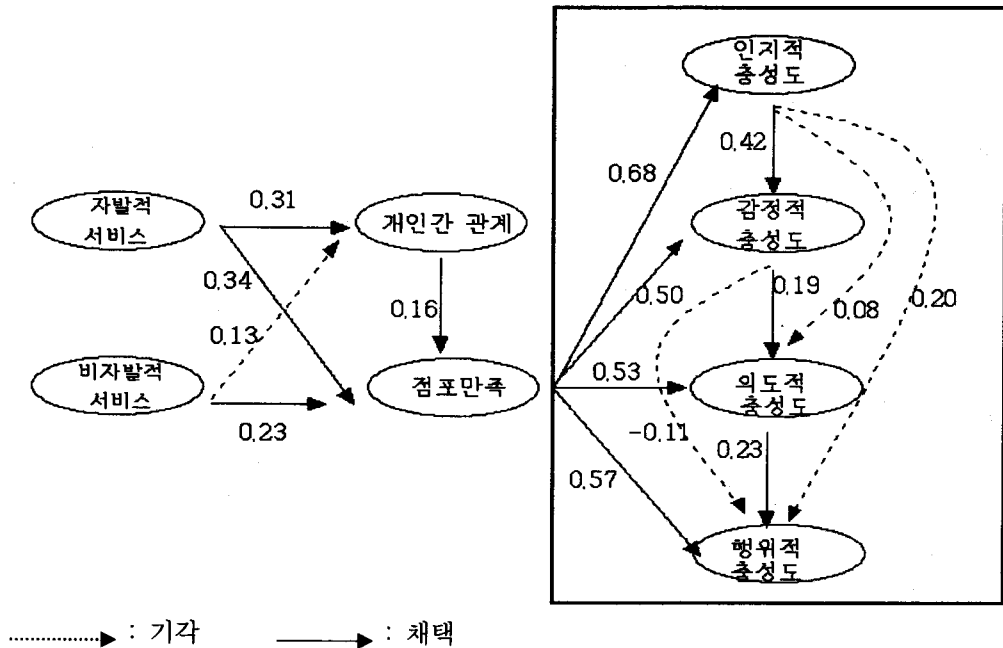 인지적
충성도
0.42
0.68
자발적
서비스
0.31
개인간 관계
감정적
충성도
0.34
0.50
0.19
0.08
0.20
0.13
0.16
비자발적
서비스
점포만족
0.53
의도적
충성도
0.23
-0.11
0.23
0.57
행위적
충성도
: 기각
: 채택